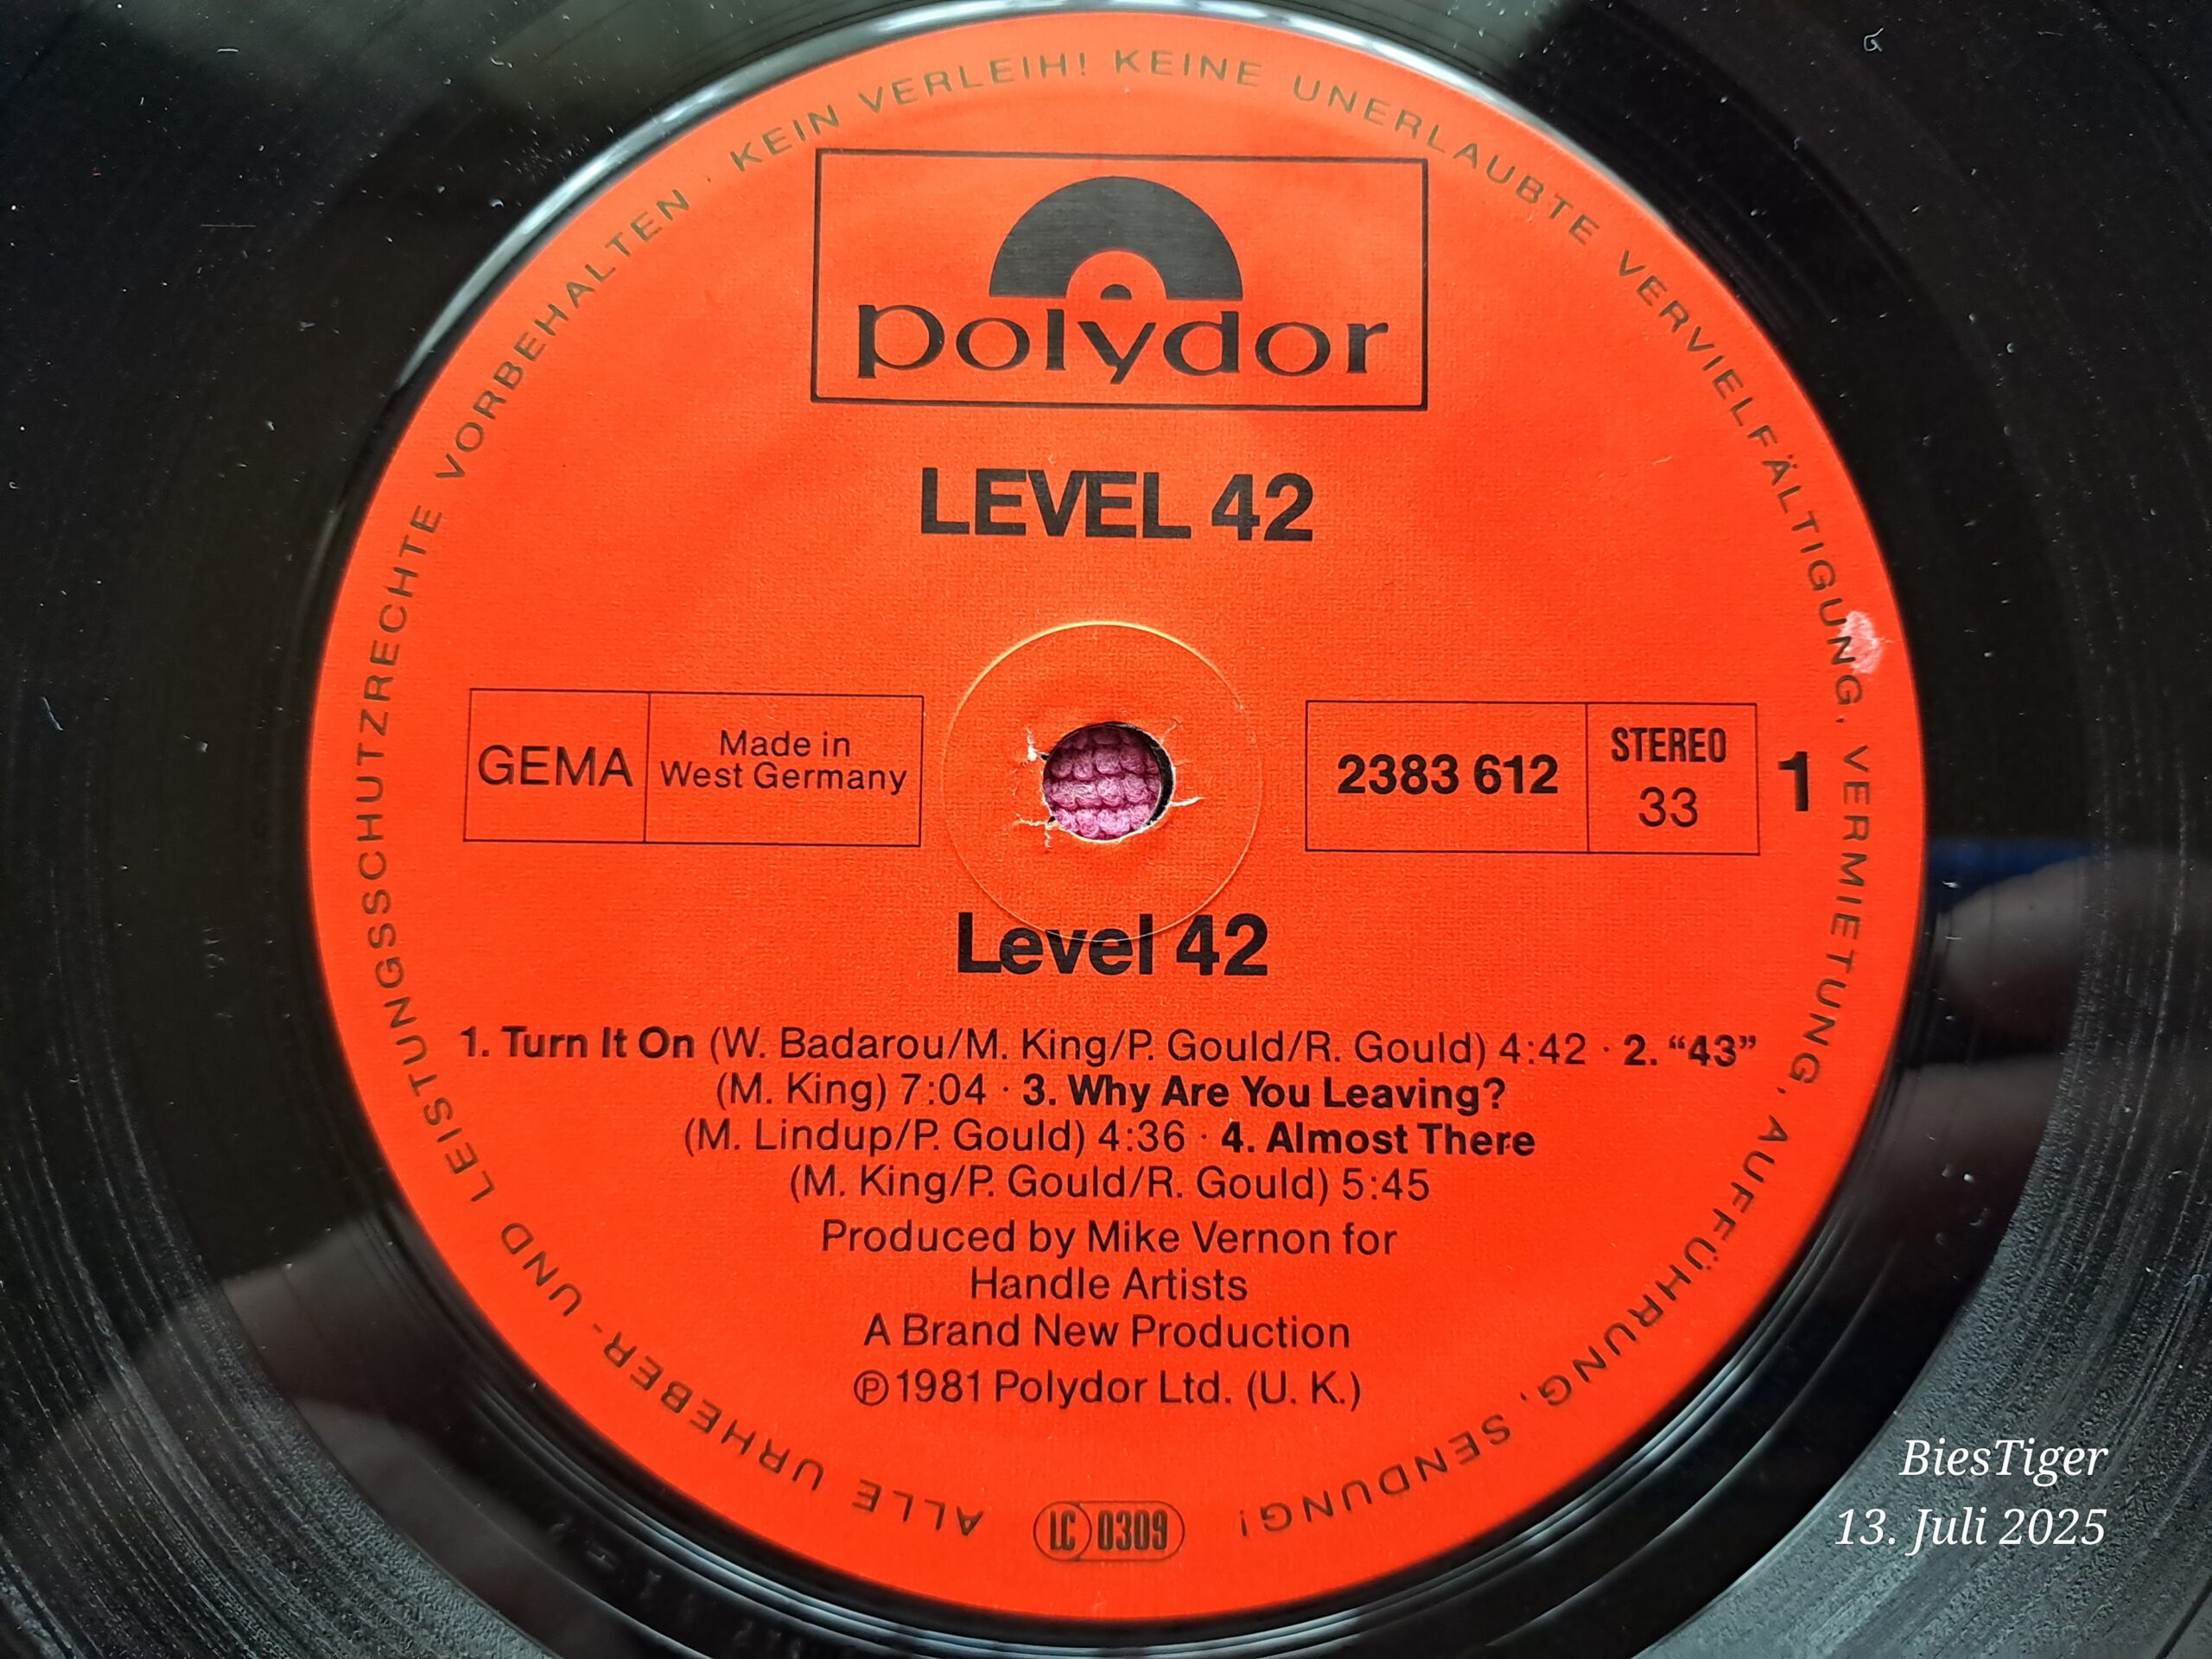 ALLE URHEBER- UND LEISTUNGSSCHUTZRECHTE VORBEHALTEN · KEIN VERLEIH! KEINE UNERLAUBTE VERVIELFÄLTIGUNG, VERMIETUNG, AUFFÜHRUNG, SENDUNG!
polydor
LEVEL 42
GEMA
Made in
West Germany
2383 612
STEREO
33
1
Level 42
1. Turn It On (W. Badarou/M. King/P. Gould/R. Gould) 4:42 · 2. “43”
(M. King) 7:04 · 3. Why Are You Leaving?
(M. Lindup/P. Gould) 4:36 · 4. Almost There
(M. King/P. Gould/R. Gould) 5:45
Produced by Mike Vernon for
Handle Artists
A Brand New Production
℗1981 Polydor Ltd. (U. K.)
LC 0309
BiesTiger
13. Juli 2025